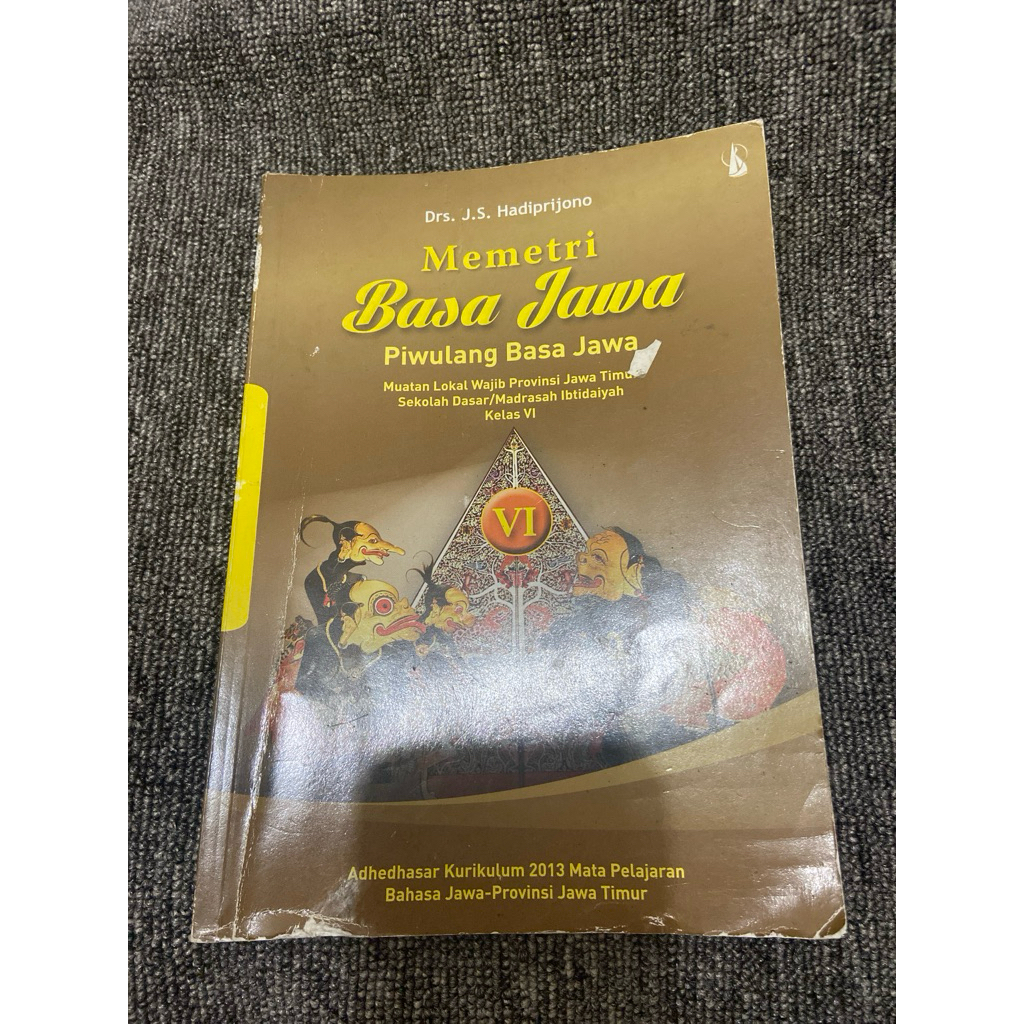 Drs. J.S. Hadiprijono
Memetri
Basa Jawa
Piwulang Basa Jawa
Muatan Lokal Wajib Provinsi Jawa Timur
Sekolah Dasar/Madrasah Ibtidaiyah
Kelas VI
VI
Adhedhasar Kurikulum 2013 Mata Pelajaran
Bahasa Jawa-Provinsi Jawa Timur